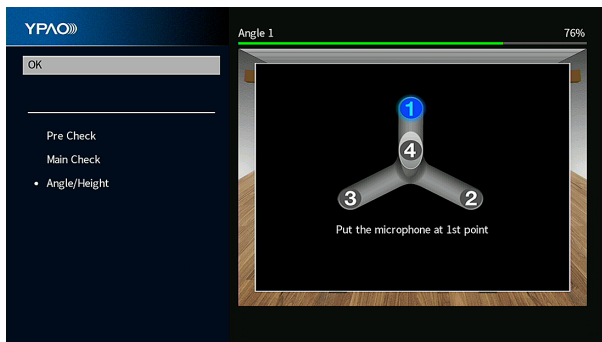 YPAO
Angle 1
76%
OK
Pre Check
Main Check
Angle/Height
1
4
3
2
Put the microphone at 1st point